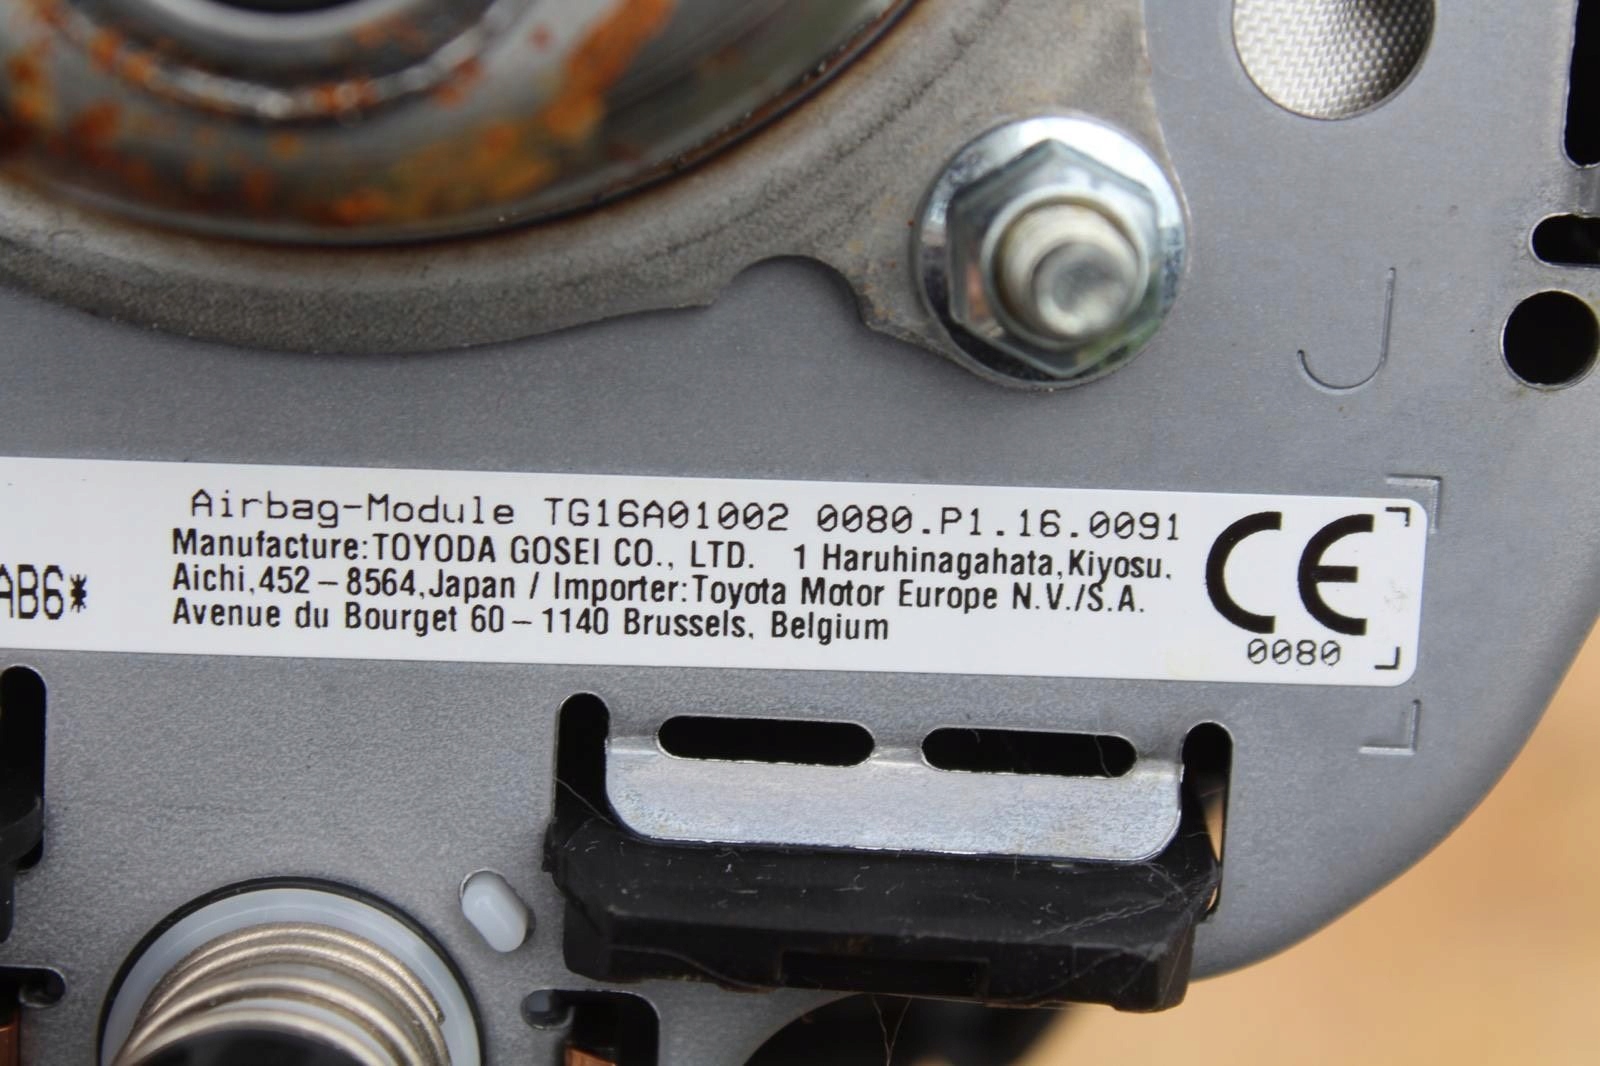 Airbag-Module TG16A01002 0080.P1.16.0091
Manufacture:TOYODA GOSEI CO., LTD. 1 Haruhinagahata,Kiyosu,
Aichi,452-8564,Japan / Importer:Toyota Motor Europe N.V./S.A.
Avenue du Bourget 60-1140 Brussels, Belgium
AB6*
CE
0080
J